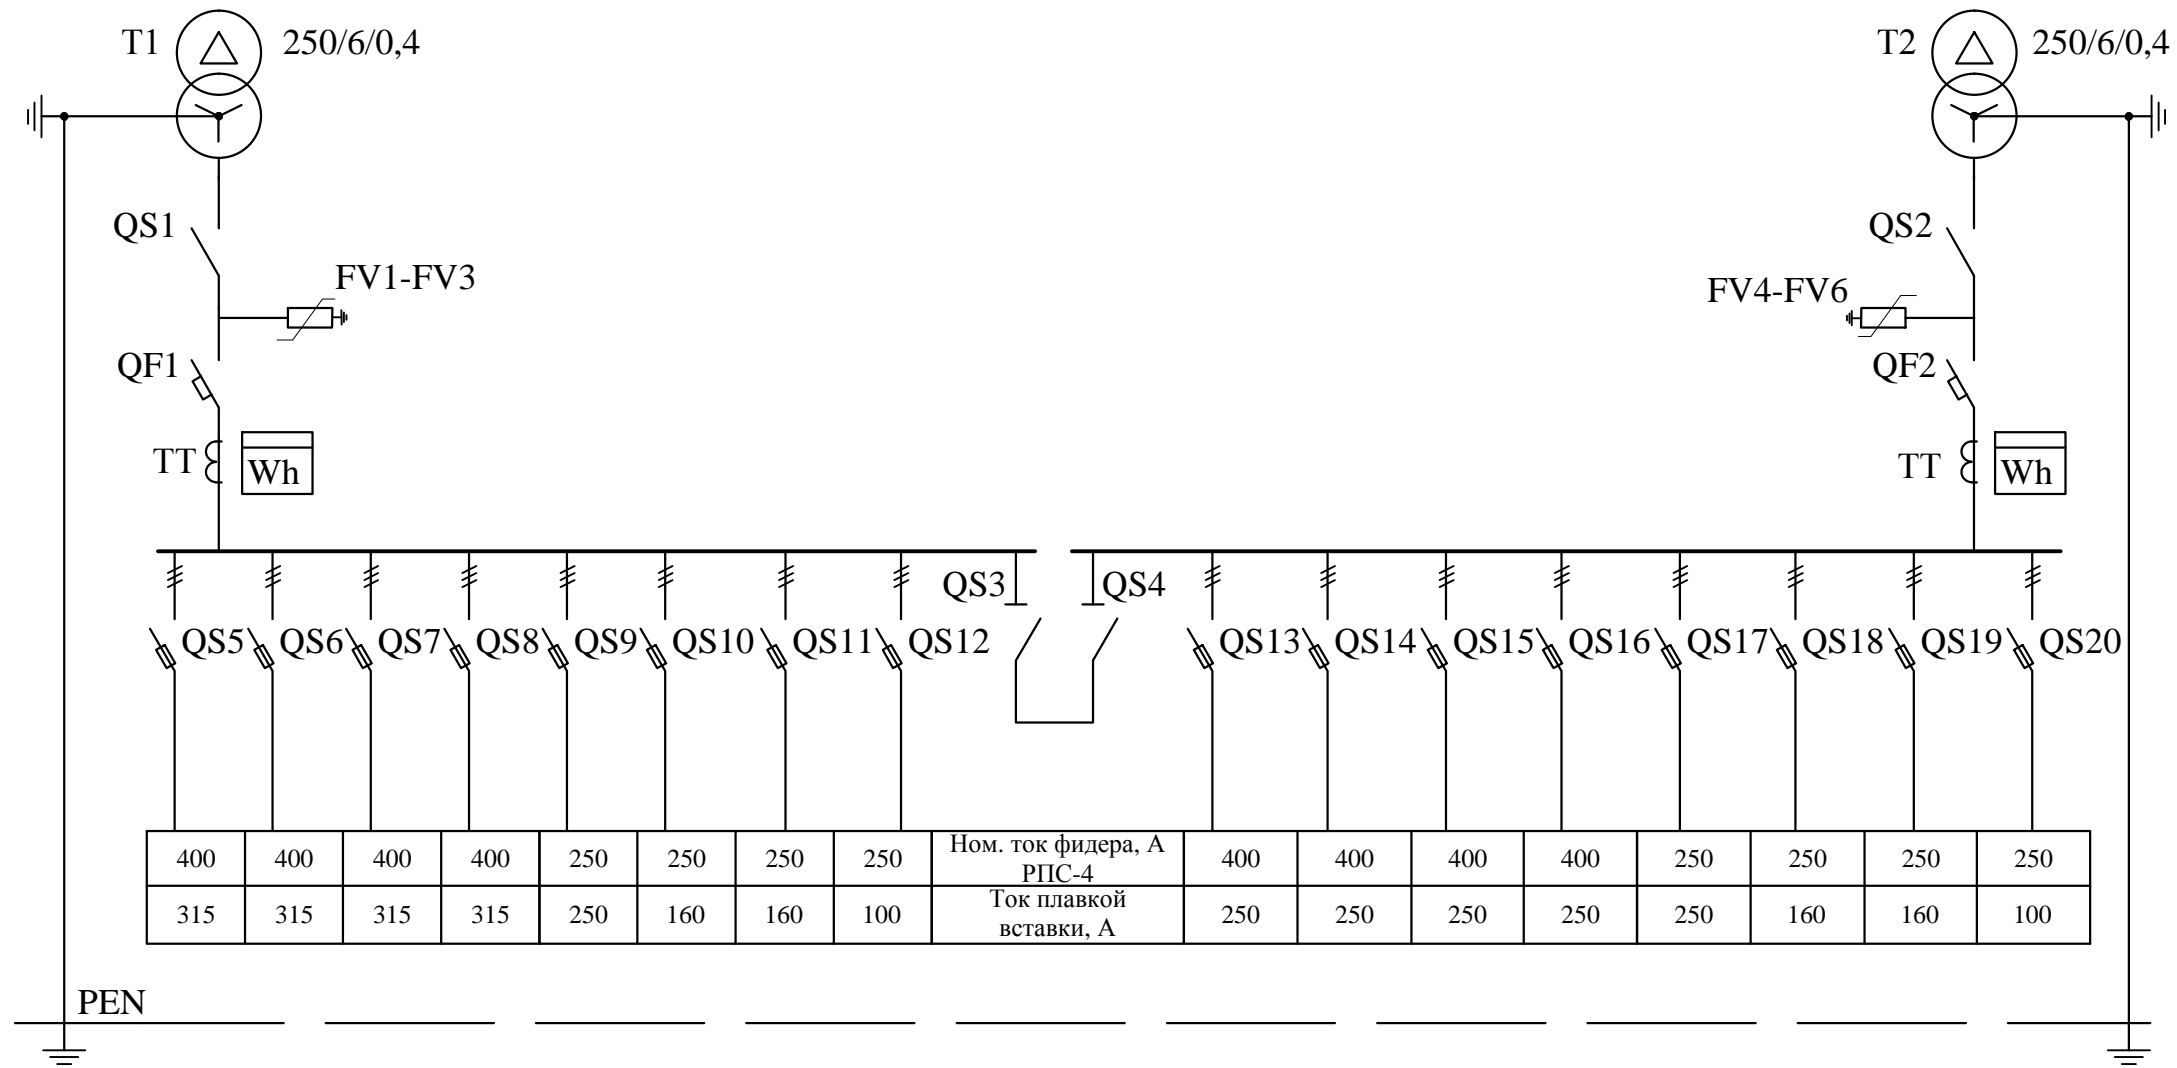 T1 250/6/0,4 T2 250/6/0,4
QS1 QS2
FV1-FV3 FV4-FV6
QF1 QF2
TT Wh TT Wh
QS3 QS4
QS5 QS6 QS7 QS8 QS9 QS10 QS11 QS12 QS13 QS14 QS15 QS16 QS17 QS18 QS19 QS20
400 400 400 400 250 250 250 250 Ном. ток фидера, А 400 400 400 400 250 250 250 250
РПС-4
315 315 315 315 250 160 160 100 Ток плавкой 250 250 250 250 250 160 160 100
вставки, А
PEN